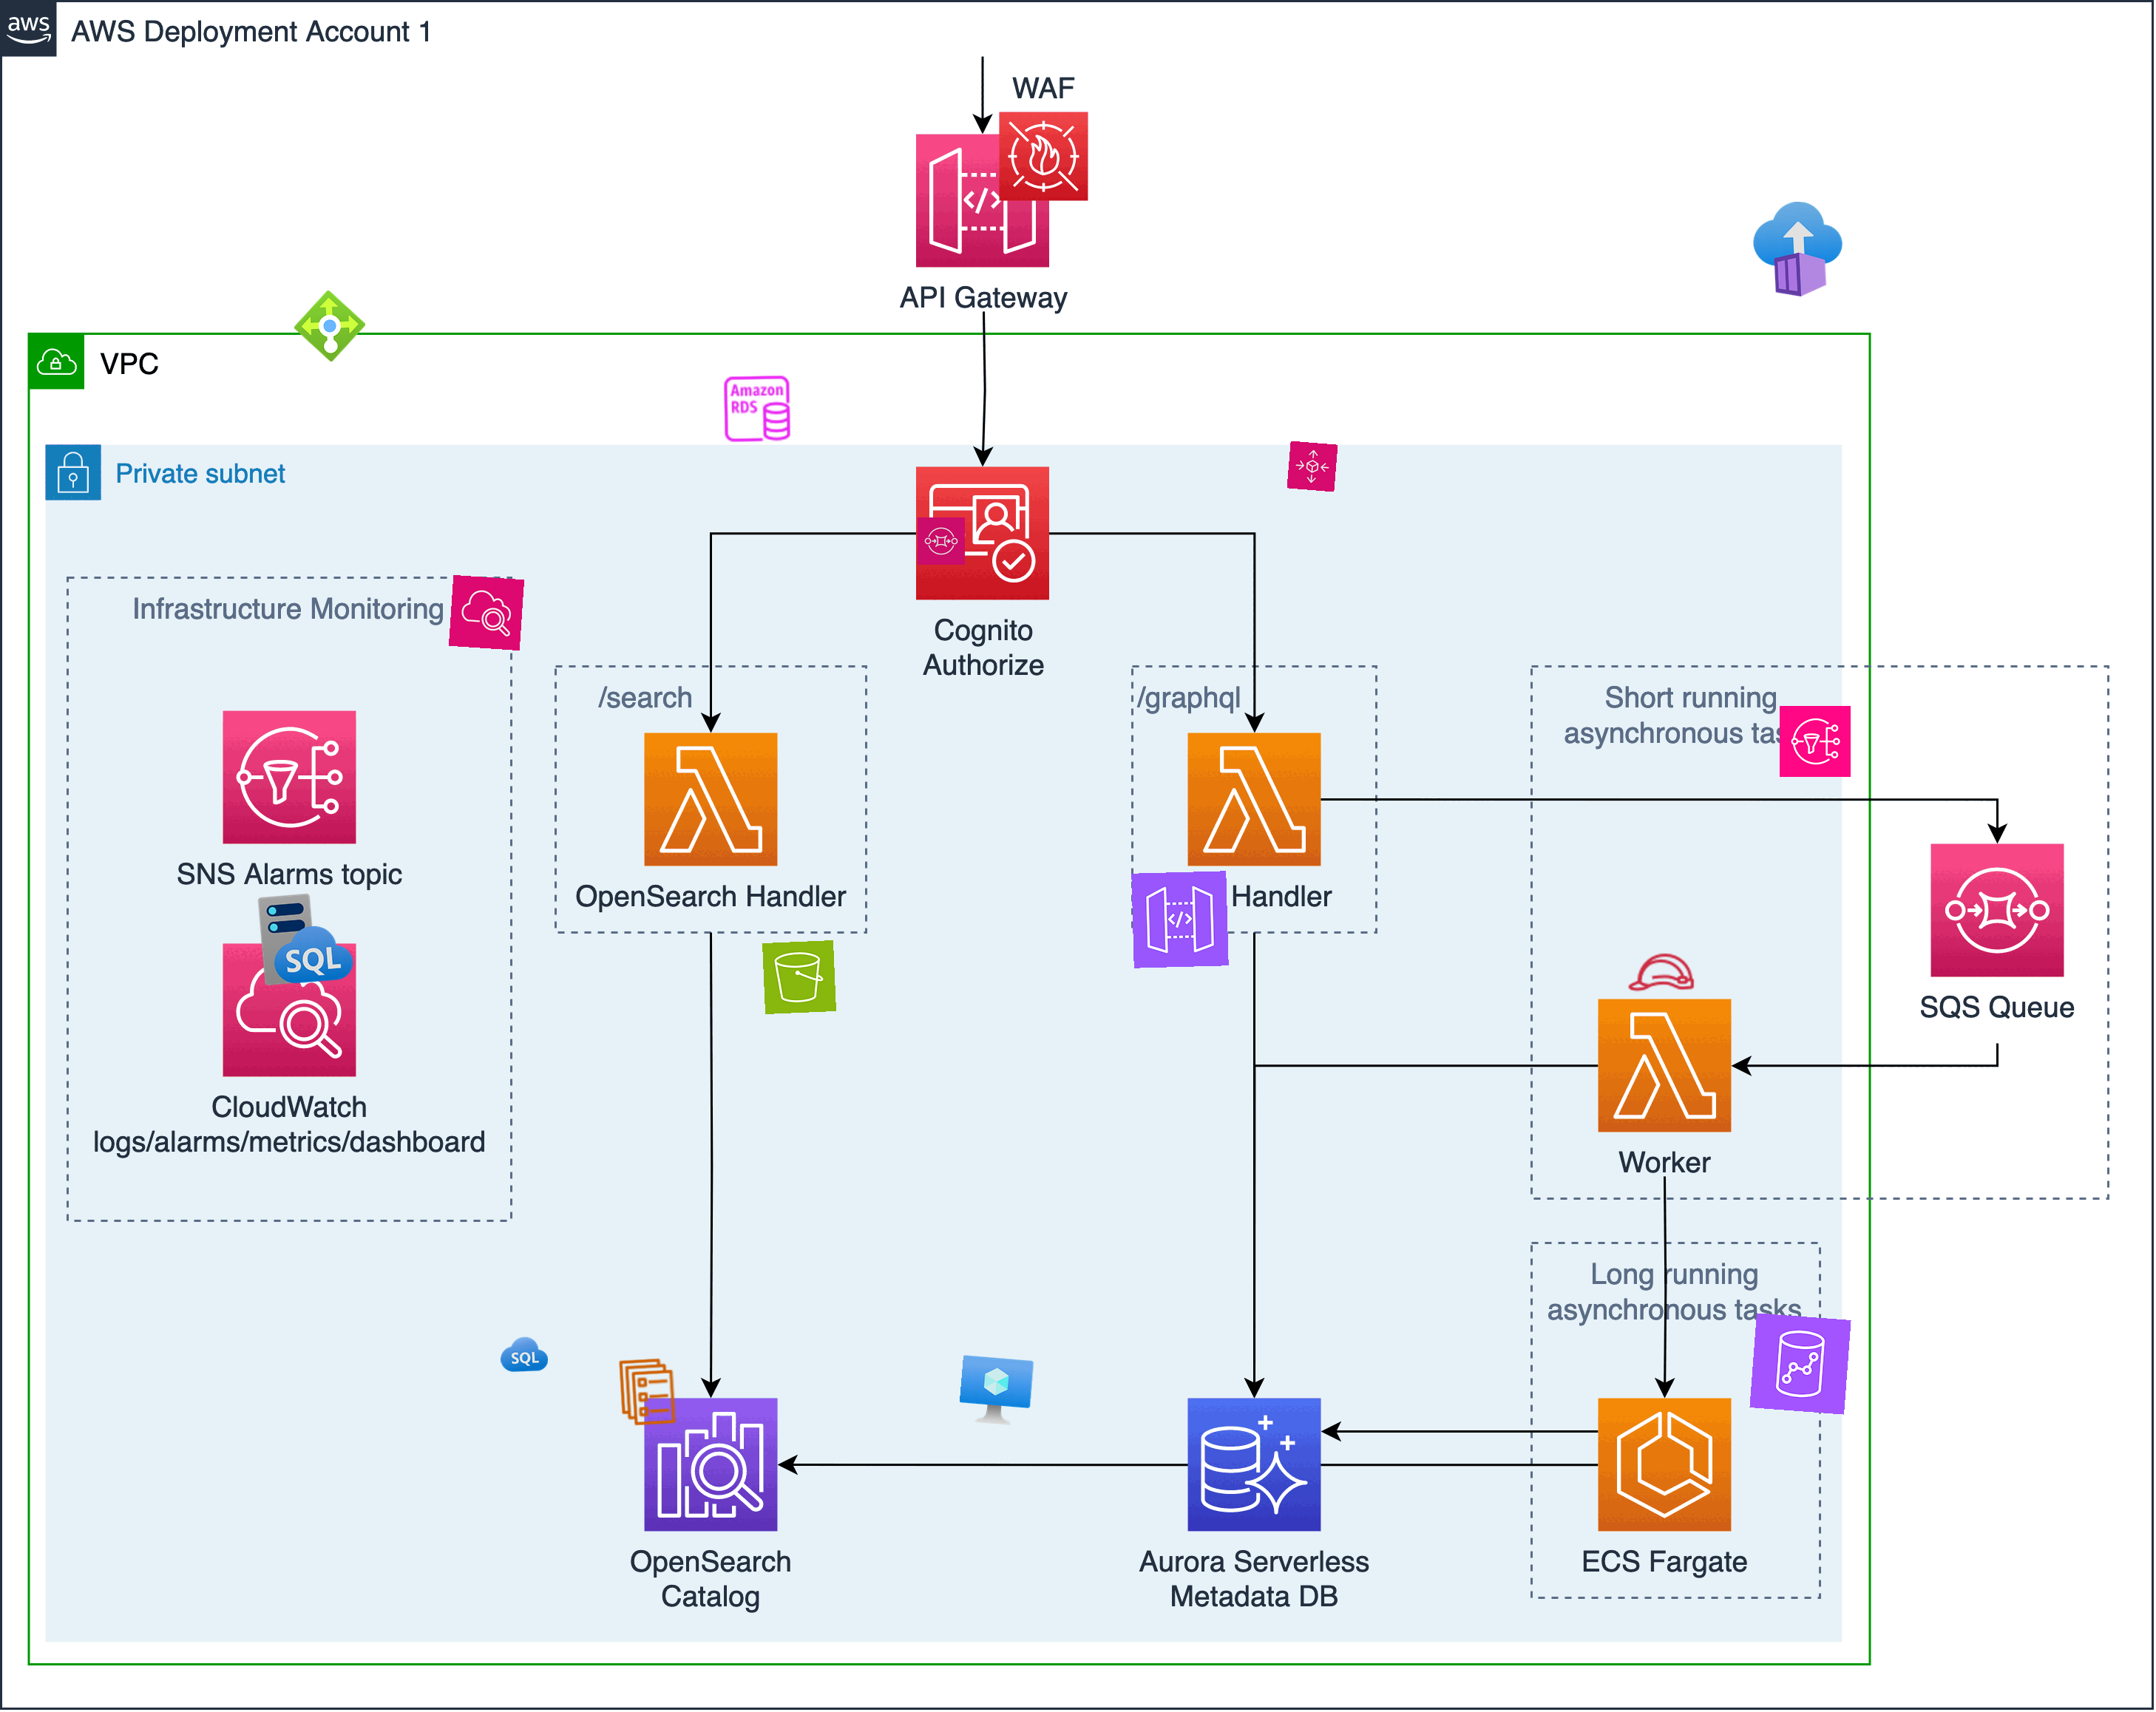 aws
AWS Deployment Account 1
WAF
API Gateway
VPC
Amazon
RDS
Private subnet
Cognito
Authorize
Infrastructure Monitoring
/search
/graphql
Short running
asynchronous
SNS Alarms topic
OpenSearch Handler
Handler
SQL
SQS Queue
CloudWatch
logs/alarms/metrics/dashboard
Worker
Long running
asynchronous tasks
SQL
OpenSearch
Catalog
Aurora Serverless
Metadata DB
ECS Fargate